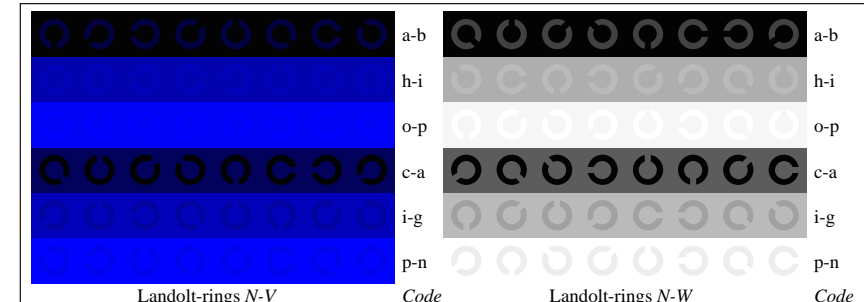 a-b a-b
h-i h-i
o-p o-p
c-a c-a
i-g i-g
p-n p-n
Landolt-rings N-V Code Landolt-rings N-W Code